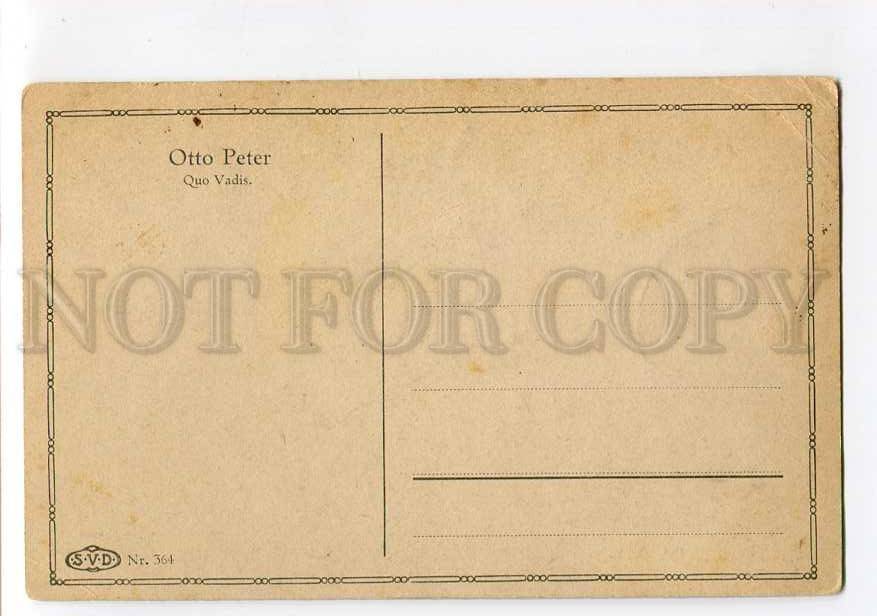 Otto Peter
Quo Vadis.
NOT FOR COPY
S.V.D. Nr. 364